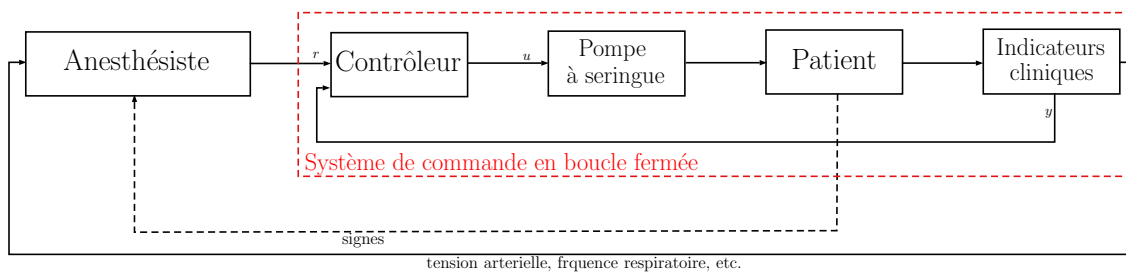 Anesthésiste
r
Contrôleur
u
Pompe
à seringue
Patient
Indicateurs
cliniques
y
Système de commande en boucle fermée
signes
tension arterielle, frquence respiratoire, etc.